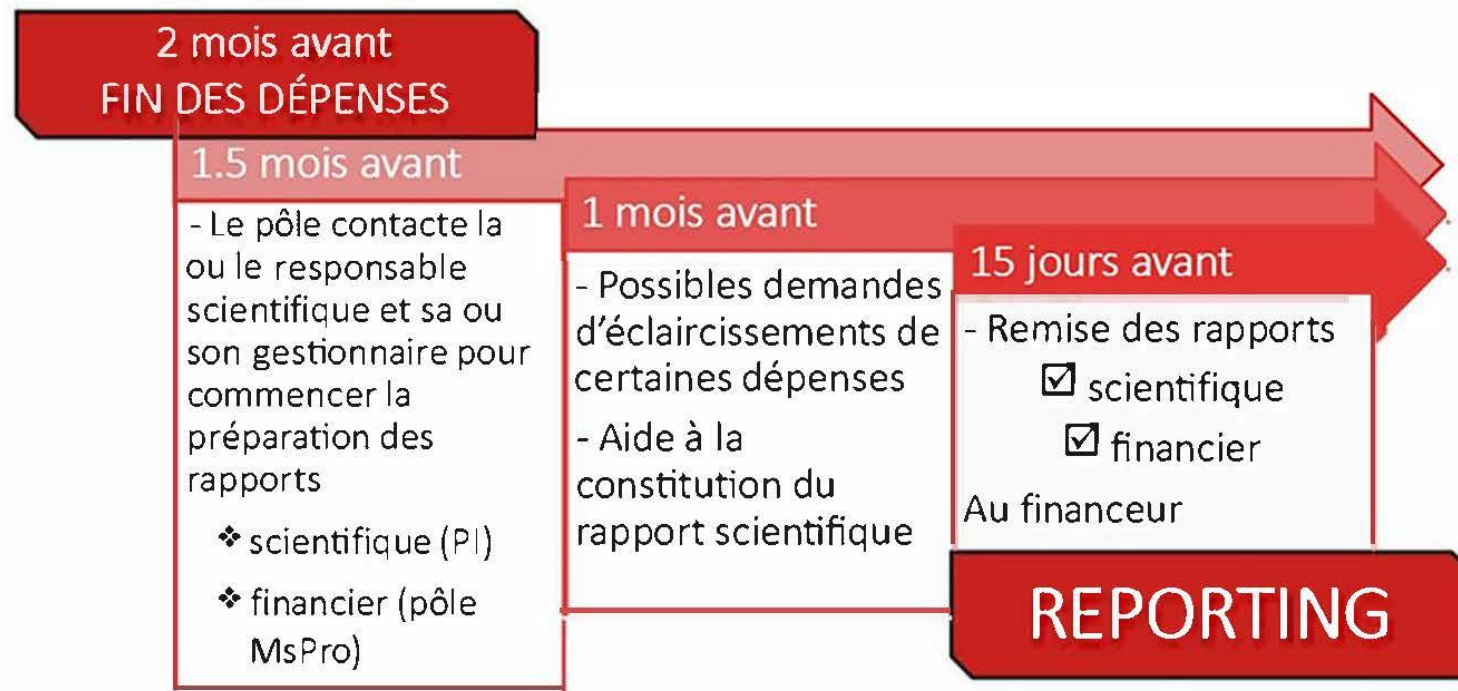 2 mois avant
FIN DES DÉPENSES
1.5 mois avant
- Le pôle contacte la
ou le responsable
scientifique et sa ou
son gestionnaire pour
commencer la
préparation des
rapports
❖ scientifique (PI)
❖ financier (pôle
MsPro)
1 mois avant
- Possibles demandes
d'éclaircissements de
certaines dépenses
- Aide à la
constitution du
rapport scientifique
15 jours avant
- Remise des rapports
☑ scientifique
☑ financier
Au financeur
REPORTING